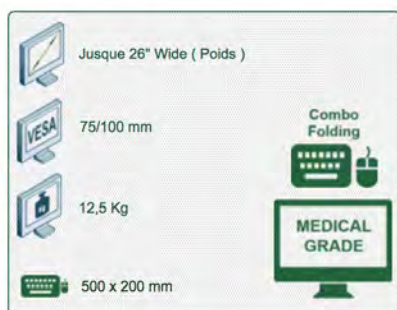 Jusque 26" Wide ( Poids )
VESA
75/100 mm
12,5 Kg
500 x 200 mm
Combo
Folding
MEDICAL
GRADE